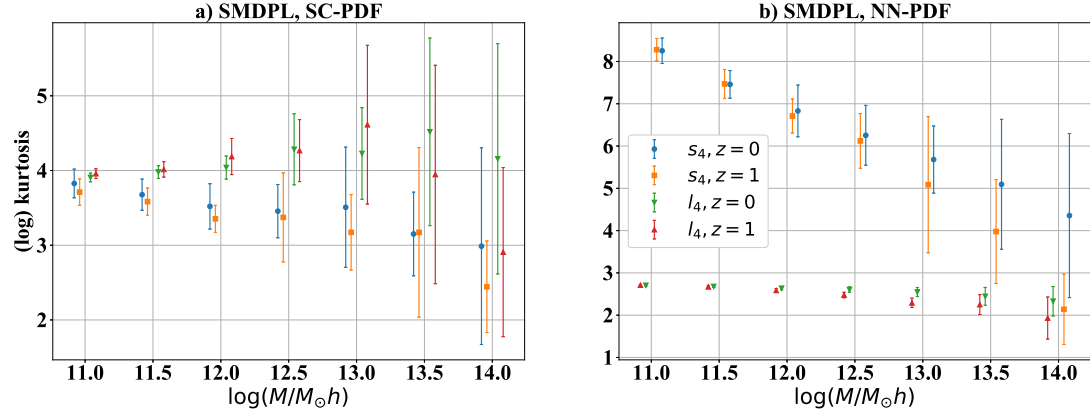 a) SMDPL, SC-PDF
(log) kurtosis
5
4
3
2
11.0 11.5 12.0 12.5 13.0 13.5 14.0
log(M/M⊙h)
b) SMDPL, NN-PDF
8
7
6
5
4
3
2
1
s₄, z = 0
s₄, z = 1
l₄, z = 0
l₄, z = 1
11.0 11.5 12.0 12.5 13.0 13.5 14.0
log(M/M⊙h)